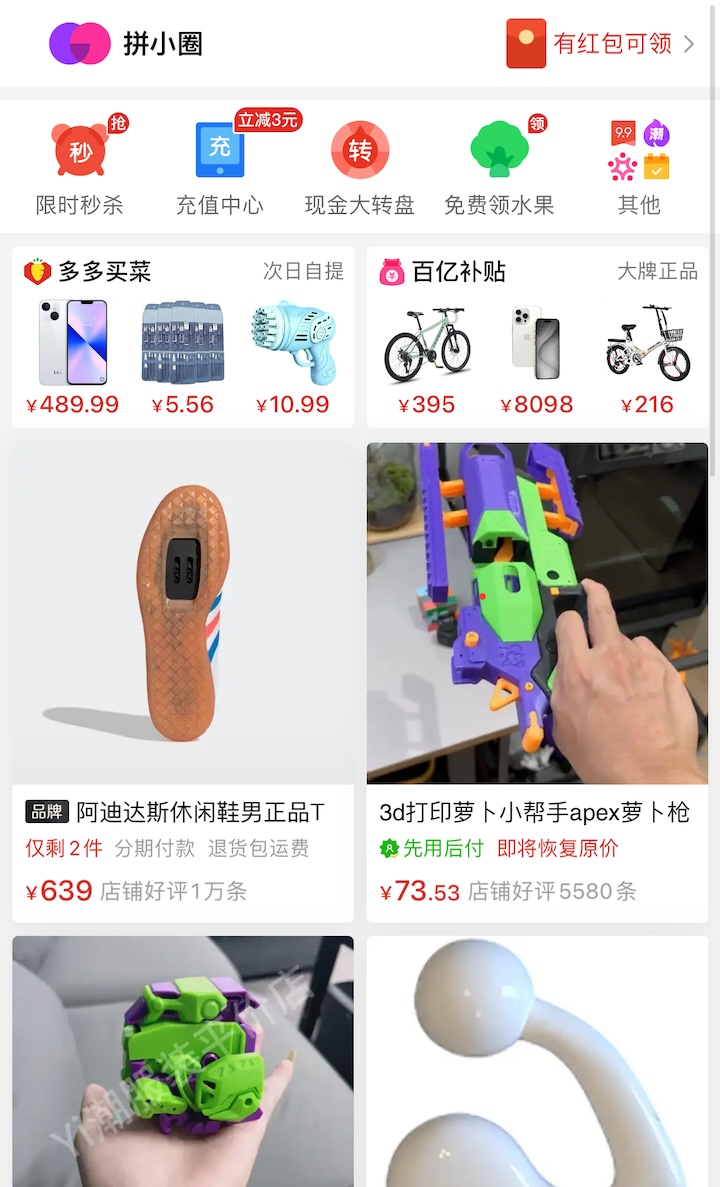 拼小圈
有红包可领
秒
抢
充
立减3元
转
领
9.9
潮
限时秒杀
充值中心
现金大转盘
免费领水果
其他
多多买菜
次日自提
¥489.99
¥5.56
¥10.99
百亿补贴
大牌正品
¥395
¥8098
¥216
品牌 阿迪达斯休闲鞋男正品T
仅剩2件 分期付款 退货包运费
¥639 店铺好评1万条
3d打印萝卜小帮手apex萝卜枪
先用后付 即将恢复原价
¥73.53 店铺好评5580条
Yi潮服装平价店